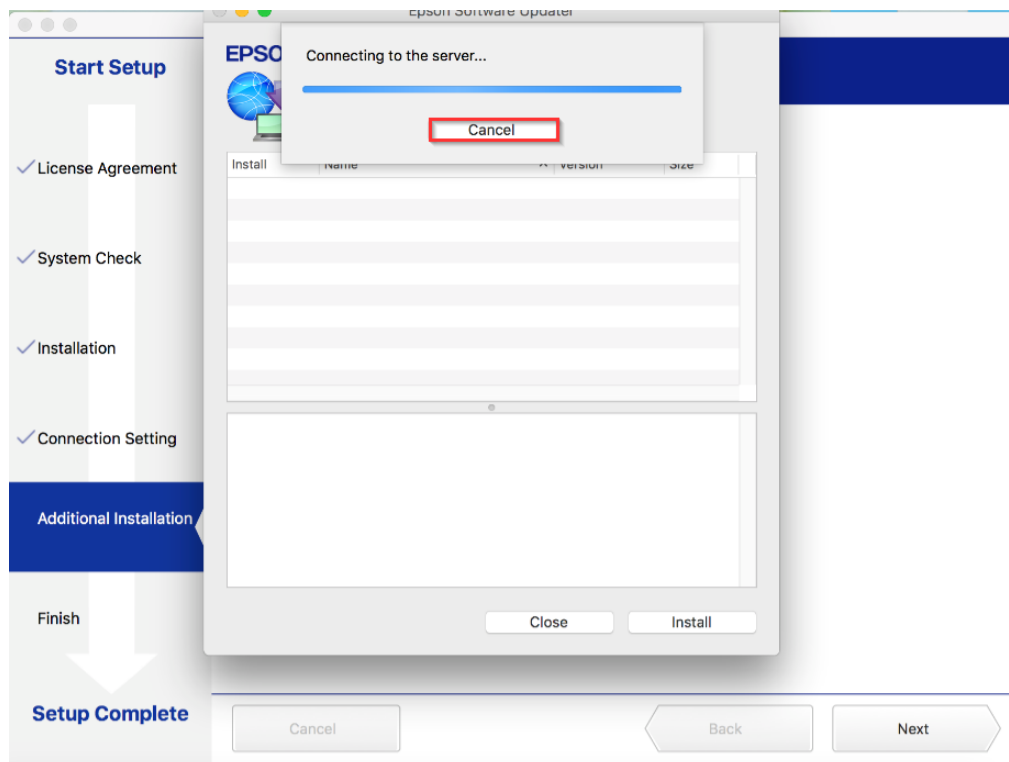 Epson Software Updater
Start Setup
EPSO
Connecting to the server...
Cancel
Install
Name
Version
Size
License Agreement
System Check
Installation
Connection Setting
Additional Installation
Finish
Close
Install
Setup Complete
Cancel
Back
Next